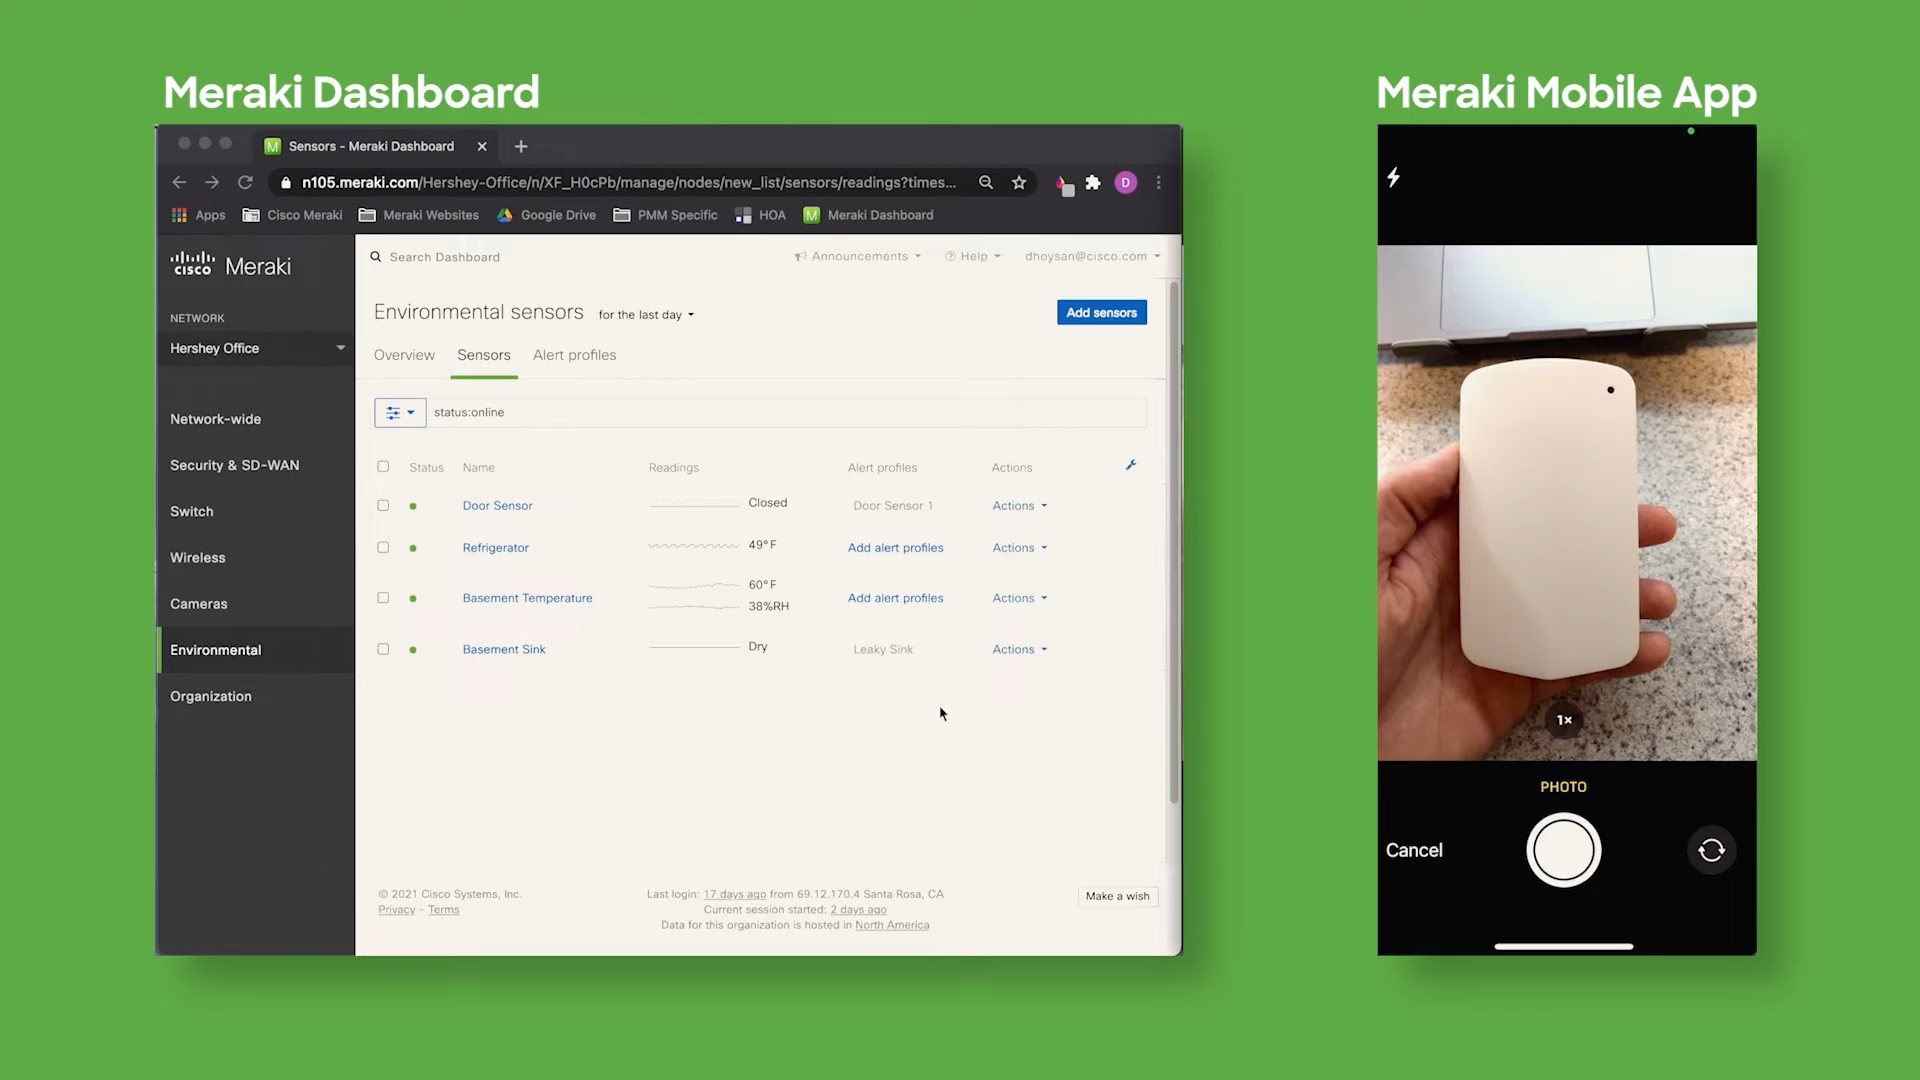 Meraki Dashboard
Meraki Mobile App
Sensors - Meraki Dashboard
n105.meraki.com/Hershey-Office/n/XF_H0cPb/manage/nodes/new_list/sensors/readings?times...
D
Apps Cisco Meraki Meraki Websites Google Drive PMM Specific HOA Meraki Dashboard
cisco Meraki
Search Dashboard Announcements Help dhoysan@cisco.com
NETWORK
Hershey Office
Network-wide
Security & SD-WAN
Switch
Wireless
Cameras
Environmental
Organization
Environmental sensors for the last day Add sensors
Overview Sensors Alert profiles
status:online
Status Name Readings Alert profiles Actions
Door Sensor Closed Door Sensor 1 Actions
Refrigerator 49° F Add alert profiles Actions
Basement Temperature 60° F 38%RH Add alert profiles Actions
Basement Sink Dry Leaky Sink Actions
© 2021 Cisco Systems, Inc.
Privacy - Terms
Last login: 17 days ago from 69.12.170.4 Santa Rosa, CA
Current session started: 2 days ago
Data for this organization is hosted in North America
Make a wish
1×
PHOTO
Cancel